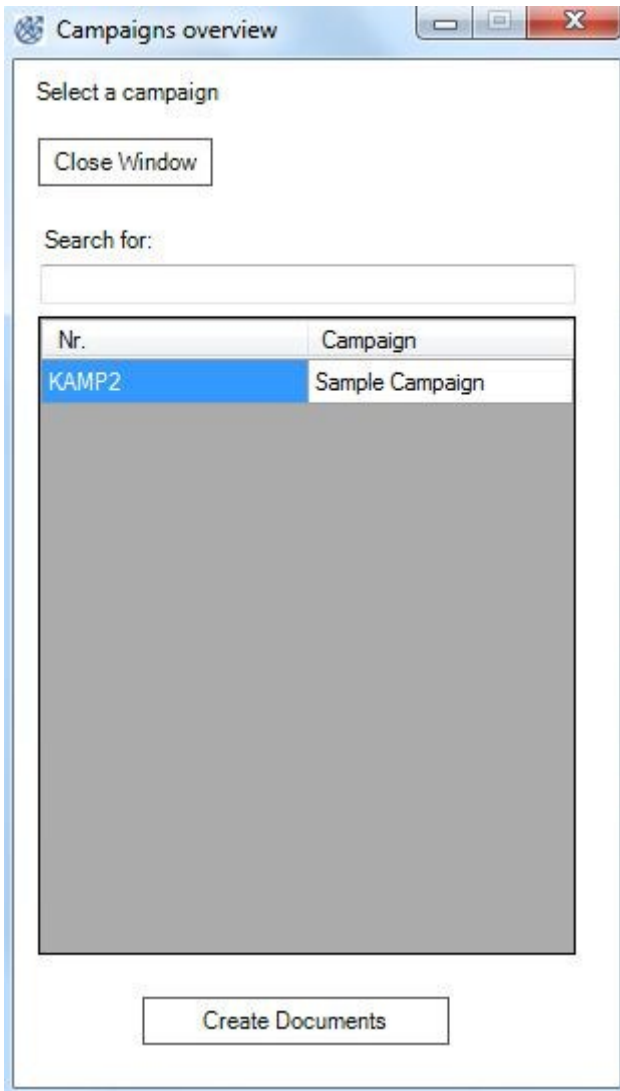 Campaigns overview
Select a campaign
Close Window
Search for:
Nr. Campaign
KAMP2 Sample Campaign
Create Documents